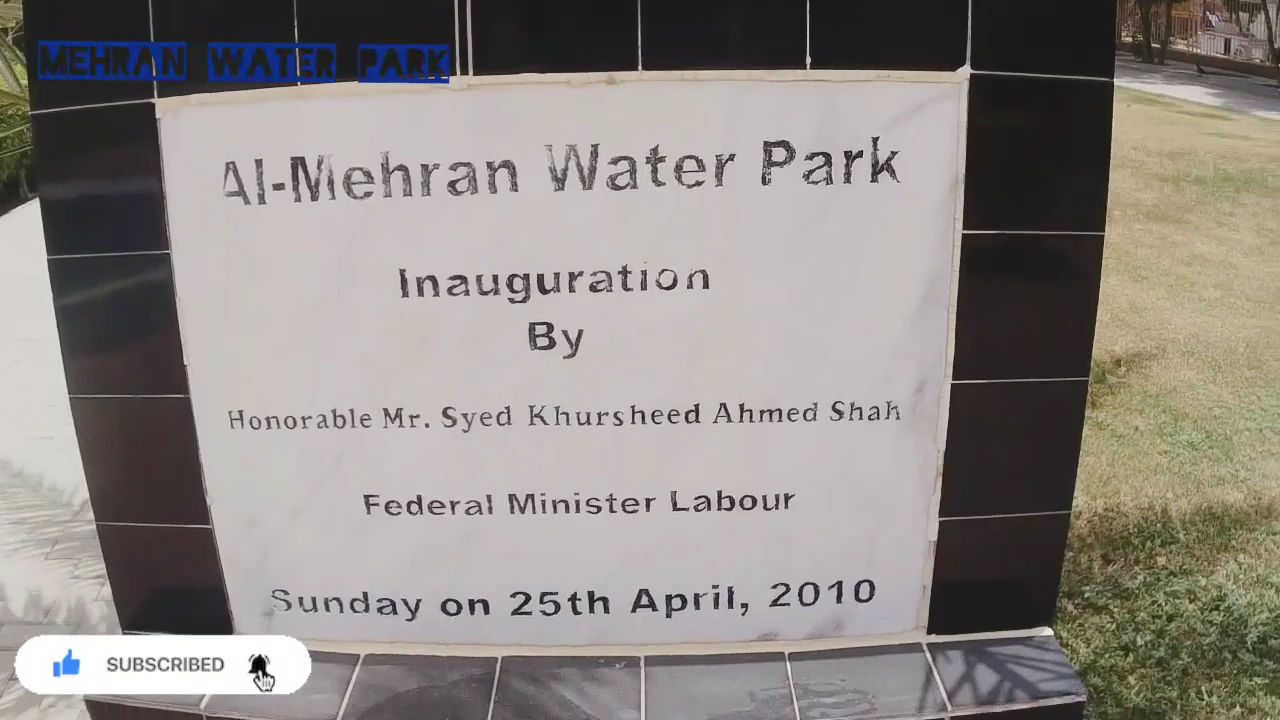 MEHRAN WATER PARK
Al-Mehran Water Park
Inauguration
By
Honorable Mr. Syed Khursheed Ahmed Shah
Federal Minister Labour
Sunday on 25th April, 2010
SUBSCRIBED